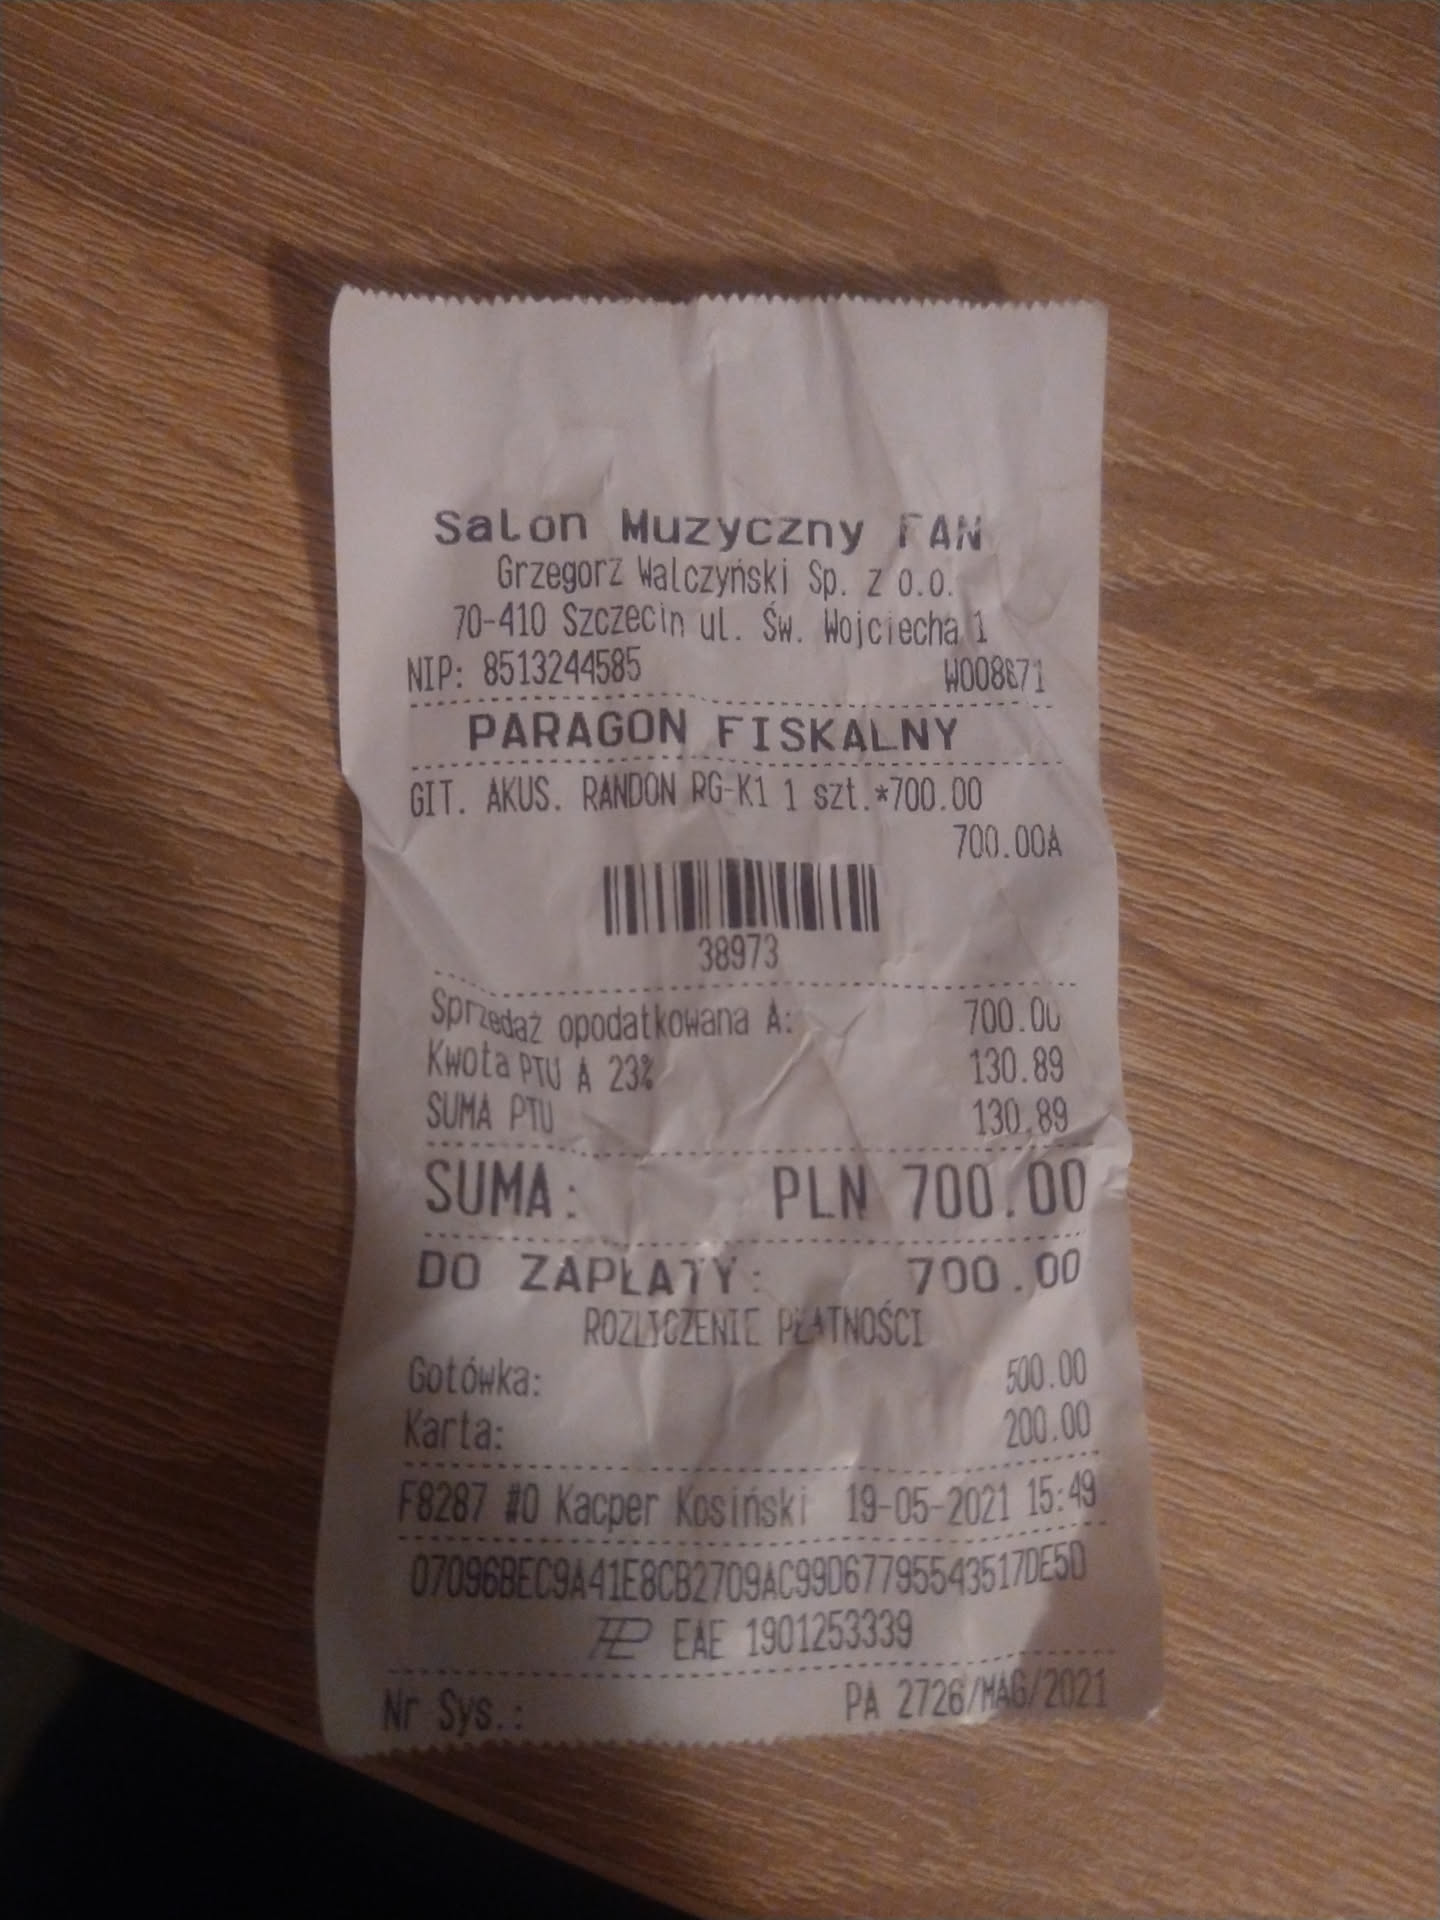 Salon Muzyczny FAN
Grzegorz Walczyński Sp. z o.o.
70-410 Szczecin ul. Św. Wojciecha 1
NIP: 8513244585 W008671
PARAGON FISKALNY
GIT. AKUS. RANDON RG-K1 1 szt.*700.00
700.00A
38973
Sprzedaż opodatkowana A: 700.00
Kwota PTU A 23% 130.89
SUMA PTU 130.89
SUMA: PLN 700.00
DO ZAPŁATY: 700.00
ROZLICZENIE PŁATNOŚCI
Gotówka: 500.00
Karta: 200.00
F8287 #0 Kacper Kosiński 19-05-2021 15:49
07096BEC9A41E8CB2709AC99D67795543517DE5D
EAE 1901253339
Nr Sys.: PA 2726/MAG/2021